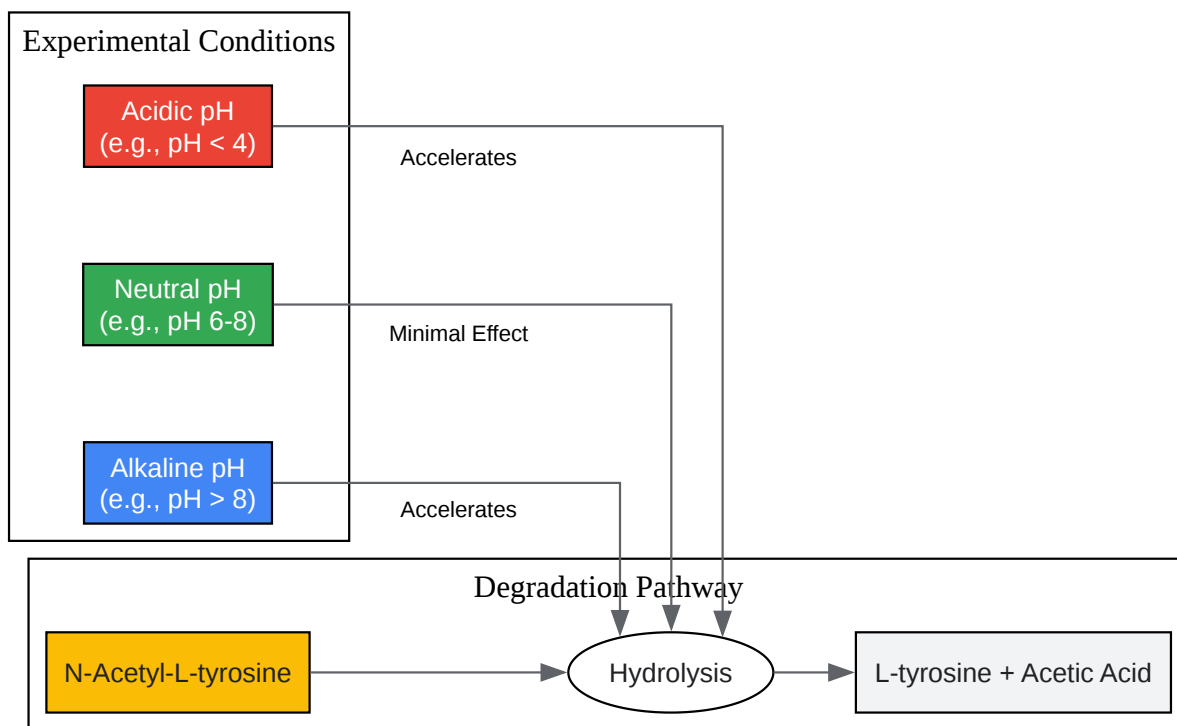 Experimental Conditions
Acidic pH
(e.g., pH < 4)
Accelerates
Neutral pH
(e.g., pH 6-8)
Minimal Effect
Alkaline pH
(e.g., pH > 8)
Accelerates
Degradation Pathway
N-Acetyl-L-tyrosine
Hydrolysis
L-tyrosine + Acetic Acid